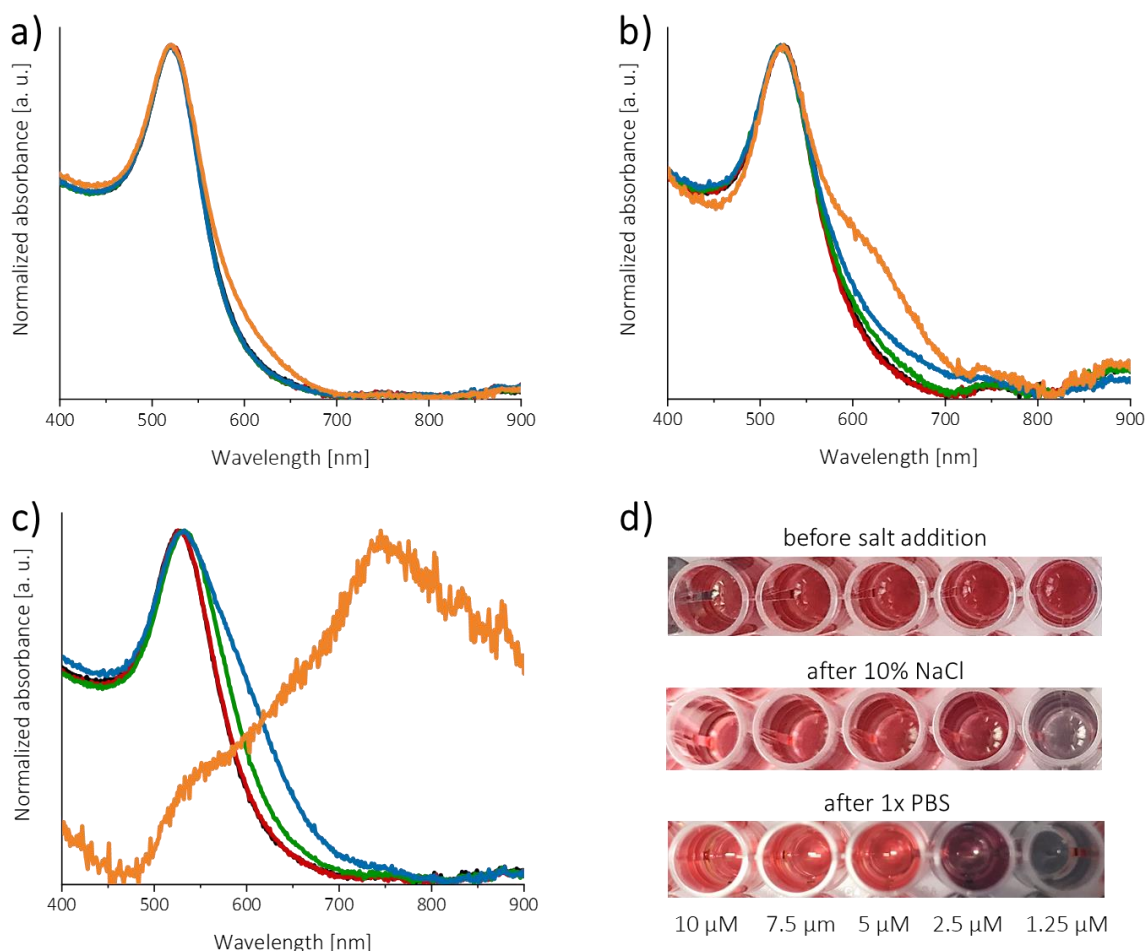 a)
Normalized absorbance [a. u.]
400 500 600 700 800 900
Wavelength [nm]
b)
Normalized absorbance [a. u.]
400 500 600 700 800 900
Wavelength [nm]
c)
Normalized absorbance [a. u.]
400 500 600 700 800 900
Wavelength [nm]
d)
before salt addition
after 10% NaCl
after 1x PBS
10 µM 7.5 µm 5 µM 2.5 µM 1.25 µM